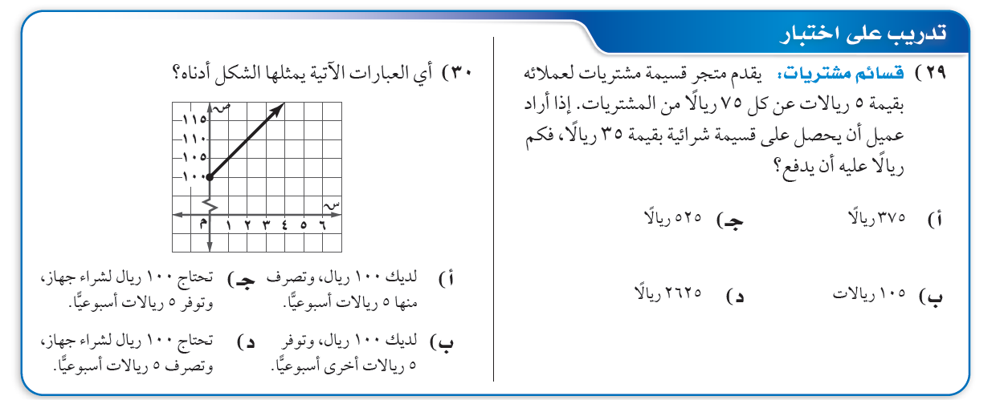 تدريب على اختبار
٢٩) قسائم مشتريات: يقدم متجر قسيمة مشتريات لعملائه
بقيمة ٥ ريالات عن كل ٧٥ ريالًا من المشتريات. إذا أراد
عميل أن يحصل على قسيمة شرائية بقيمة ٣٥ ريالًا، فكم
ريالًا عليه أن يدفع؟
أ) ٣٧٥ ريالًا
جـ) ٥٢٥ ريالًا
ب) ١٠٥ ريالات
د) ٢٦٢٥ ريالًا
٣٠) أي العبارات الآتية يمثلها الشكل أدناه؟
ص
١١٥
١١٠
١٠٥
١٠٠
س
م ١ ٢ ٣ ٤ ٥ ٦
أ) لديك ١٠٠ ريال، وتصرف
منها ٥ ريالات أسبوعيًّا.
جـ) تحتاج ١٠٠ ريال لشراء جهاز،
وتوفر ٥ ريالات أسبوعيًّا.
ب) لديك ١٠٠ ريال، وتوفر
٥ ريالات أخرى أسبوعيًّا.
د) تحتاج ١٠٠ ريال لشراء جهاز،
وتصرف ٥ ريالات أسبوعيًّا.